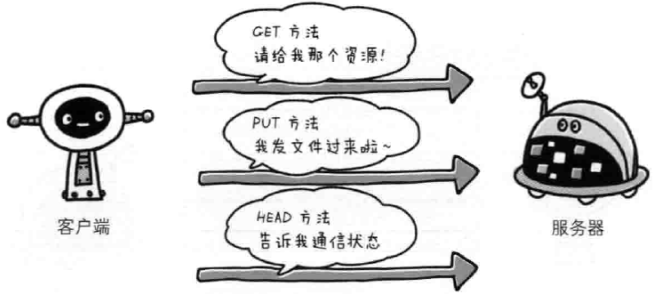 GET 方法
请给我那个资源!
PUT 方法
我发文件过来啦~
HEAD 方法
告诉我通信状态
客户端
服务器